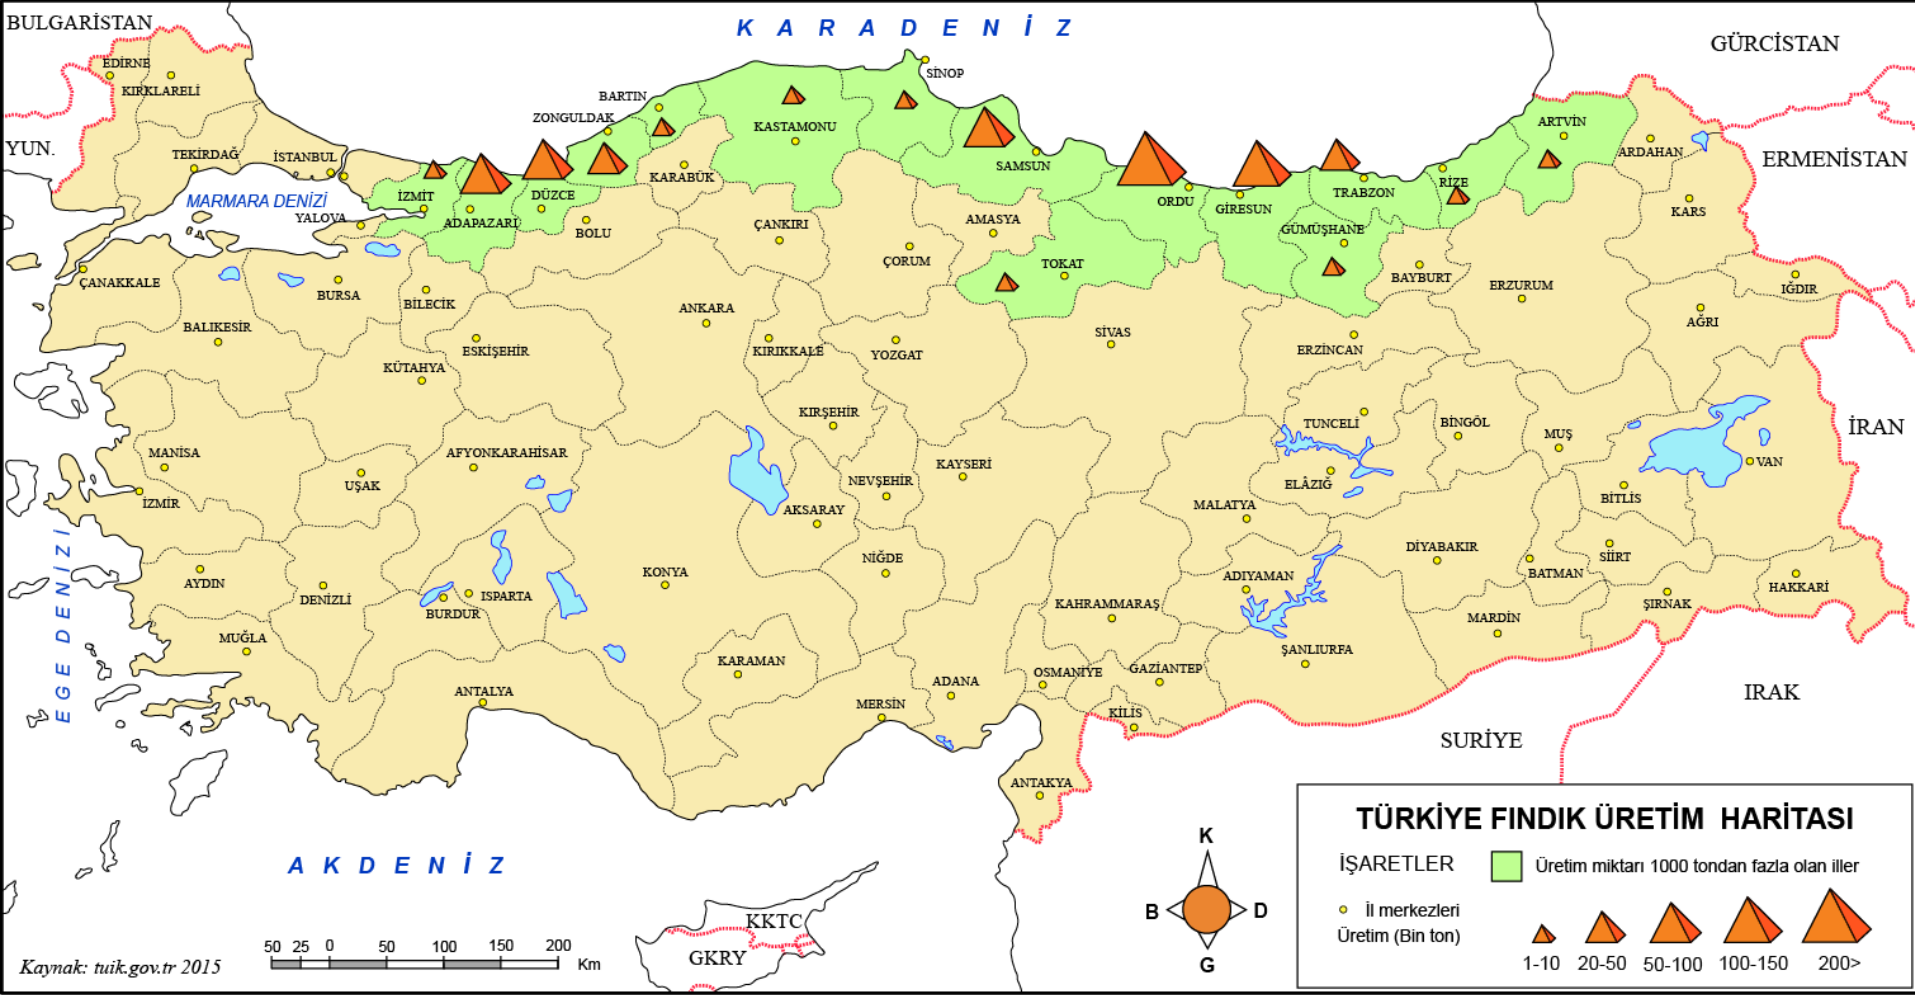 BULGARİSTAN
K A R A D E N İ Z
GÜRCİSTAN
EDİRNE
KIRKLARELİ
SİNOP
BARTIN
ZONGULDAK
KASTAMONU
ARTVİN
YUN.
TEKİRDAĞ
İSTANBUL
SAMSUN
ARDAHAN
ERMENİSTAN
MARMARA DENİZİ
YALOVA
İZMİT
ADAPAZARI
DÜZCE
BOLU
KARABÜK
ÇANKIRI
AMASYA
ORDU
GİRESUN
TRABZON
RİZE
KARS
GÜMÜŞHANE
ÇORUM
TOKAT
BAYBURT
ERZURUM
IĞDIR
ÇANAKKALE
BURSA
BİLECİK
ANKARA
AĞRI
BALIKESİR
ESKİŞEHİR
KIRIKKALE
YOZGAT
SİVAS
ERZİNCAN
KÜTAHYA
KIRŞEHİR
TUNCELİ
BİNGÖL
MUŞ
İRAN
MANİSA
AFYONKARAHİSAR
KAYSERİ
VAN
UŞAK
NEVŞEHİR
ELÂZIĞ
BİTLİS
İZMİR
AKSARAY
MALATYA
EGE DENİZİ
NİĞDE
DİYABAKIR
SİİRT
AYDIN
DENİZLİ
ISPARTA
BURDUR
KONYA
ADIYAMAN
BATMAN
HAKKARİ
KAHRAMMARAŞ
ŞIRNAK
MUĞLA
MARDİN
KARAMAN
ŞANLIURFA
ANTALYA
ADANA
OSMANİYE
GAZİANTEP
MERSİN
KİLİS
IRAK
SURİYE
ANTAKYA
A K D E N İ Z
KKTC
GKRY
K
B
D
G
50 25 0 50 100 150 200
Km
Kaynak: tuik.gov.tr 2015
TÜRKİYE FINDIK ÜRETİM HARİTASI
İŞARETLER
Üretim miktarı 1000 tondan fazla olan iller
İl merkezleri
Üretim (Bin ton)
1-10 20-50 50-100 100-150 200>